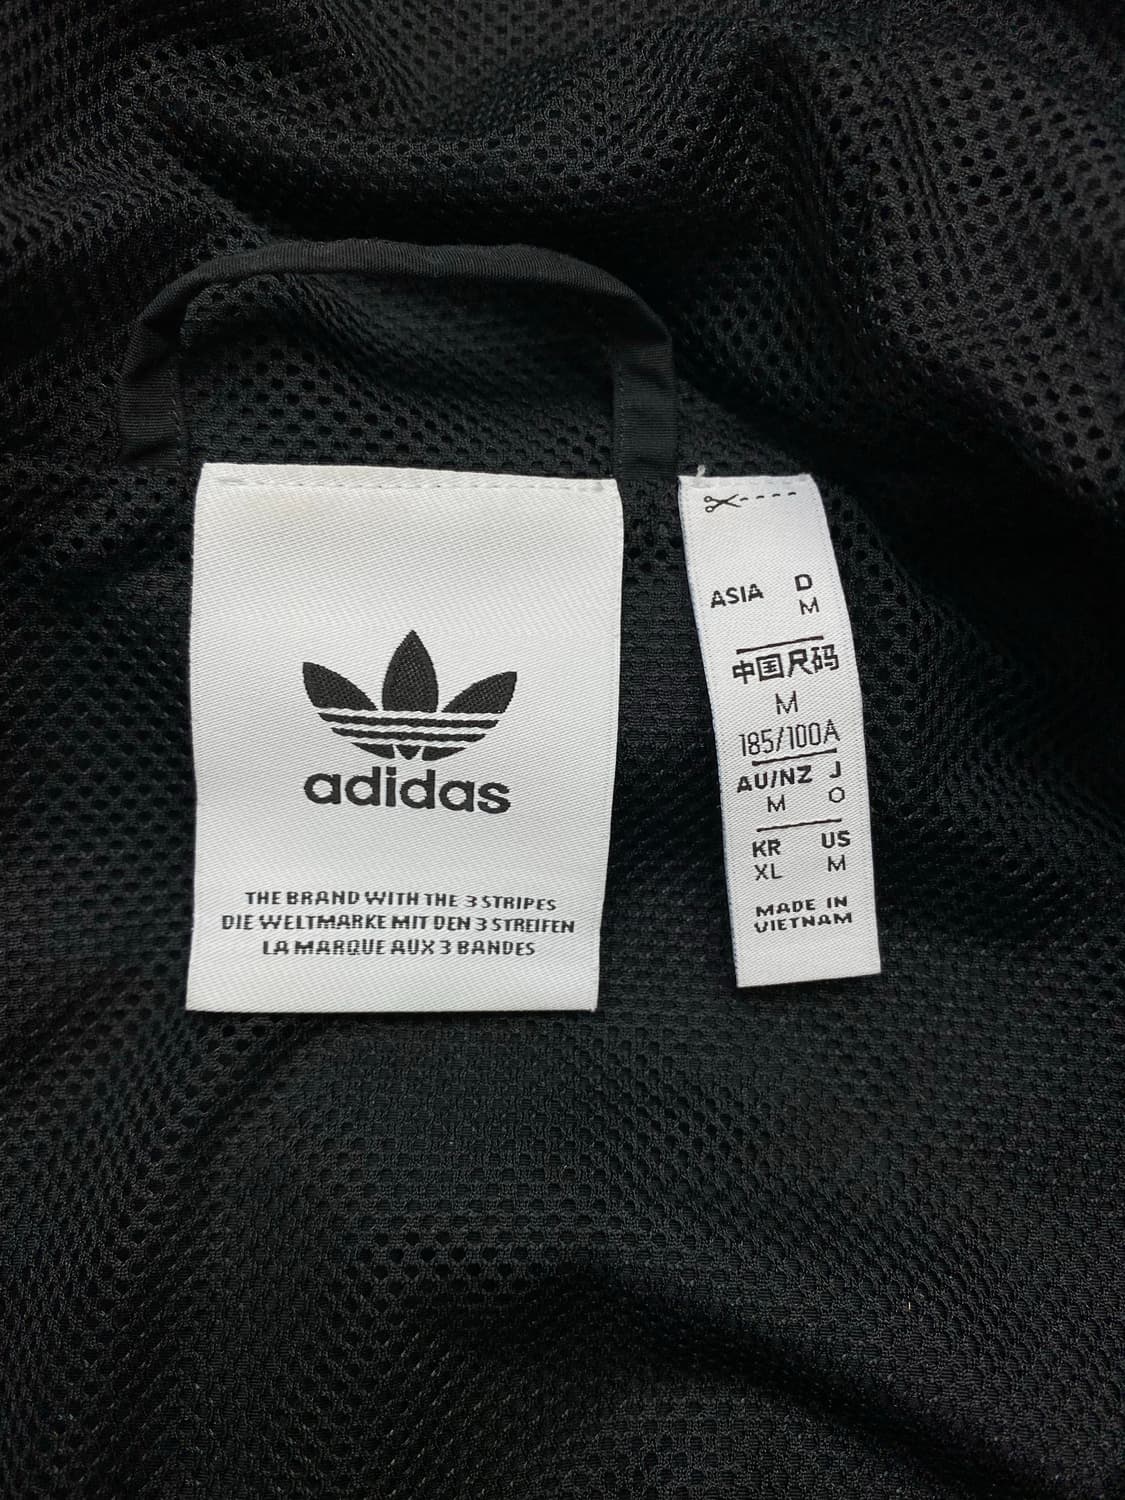 adidas
THE BRAND WITH THE 3 STRIPES
DIE WELTMARKE MIT DEN 3 STREIFEN
LA MARQUE AUX 3 BANDES
ASIA D
M
中国尺码
M
185/100A
AU/NZ J
M O
KR US
XL M
MADE IN
VIETNAM